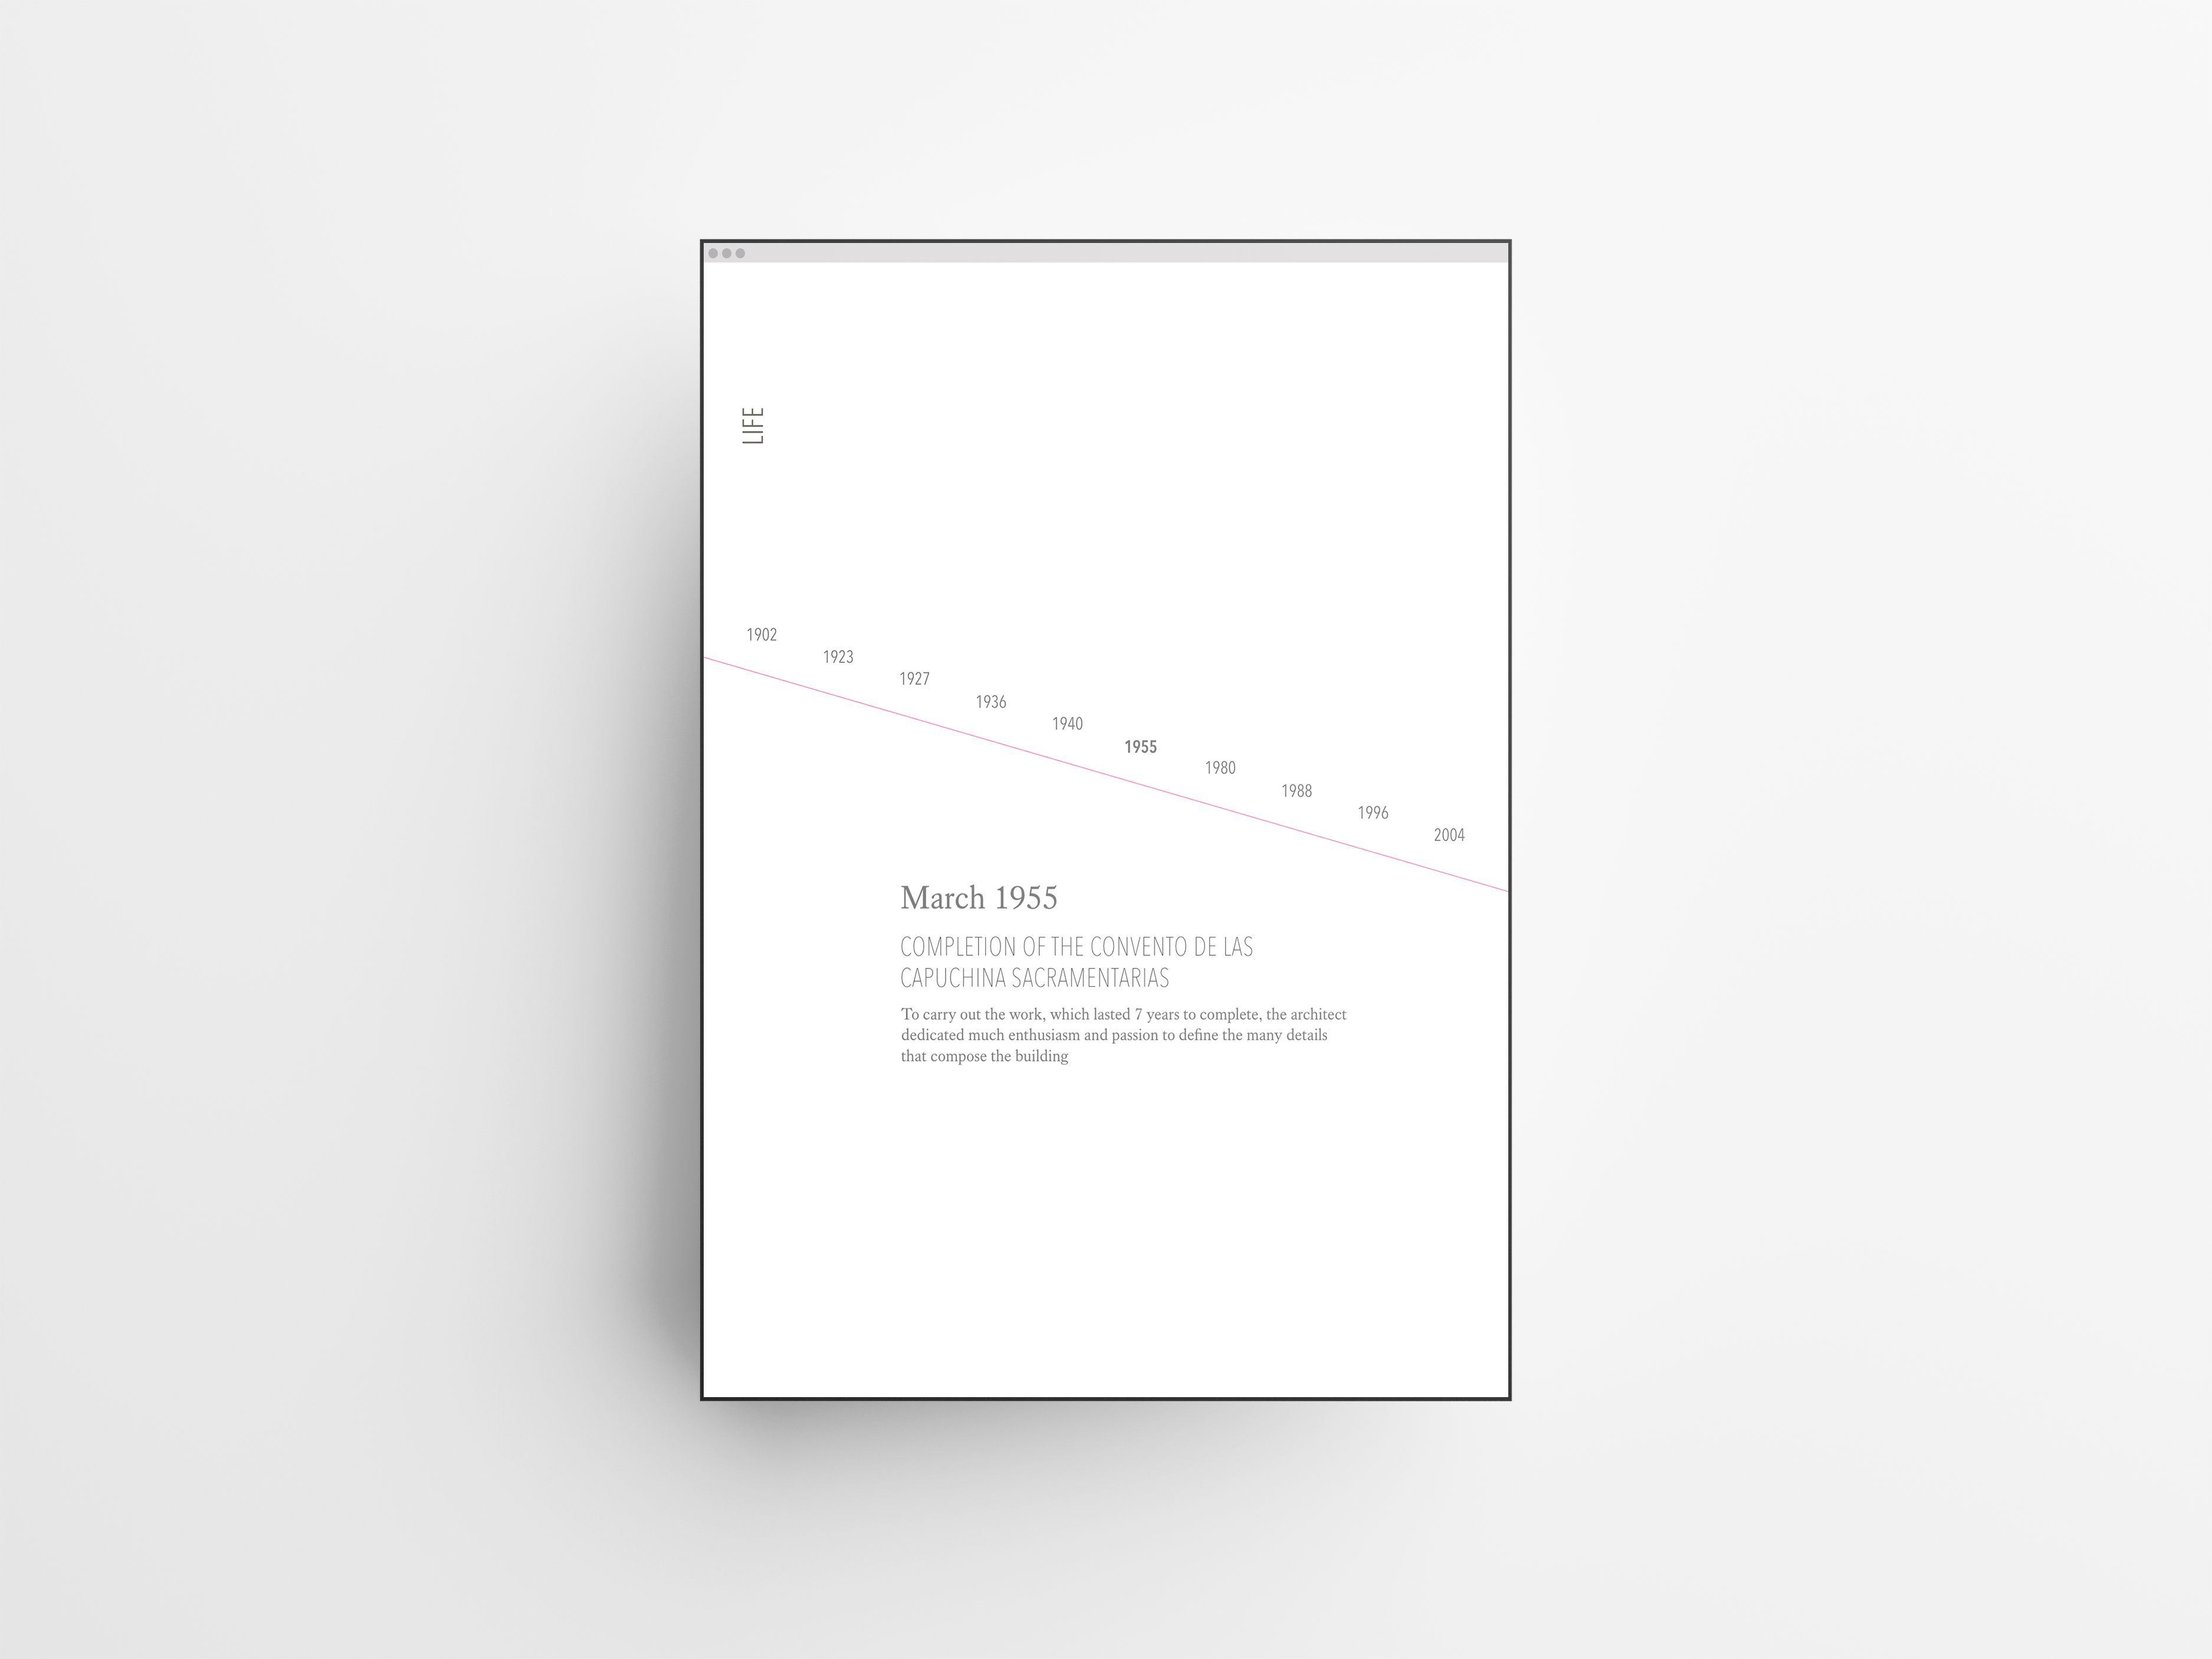 LIFE
1902
1923
1927
1936
1940
1955
1980
1988
1996
2004
March 1955
COMPLETION OF THE CONVENTO DE LAS
CAPUCHINA SACRAMENTARIAS
To carry out the work, which lasted 7 years to complete, the architect
dedicated much enthusiasm and passion to define the many details
that compose the building